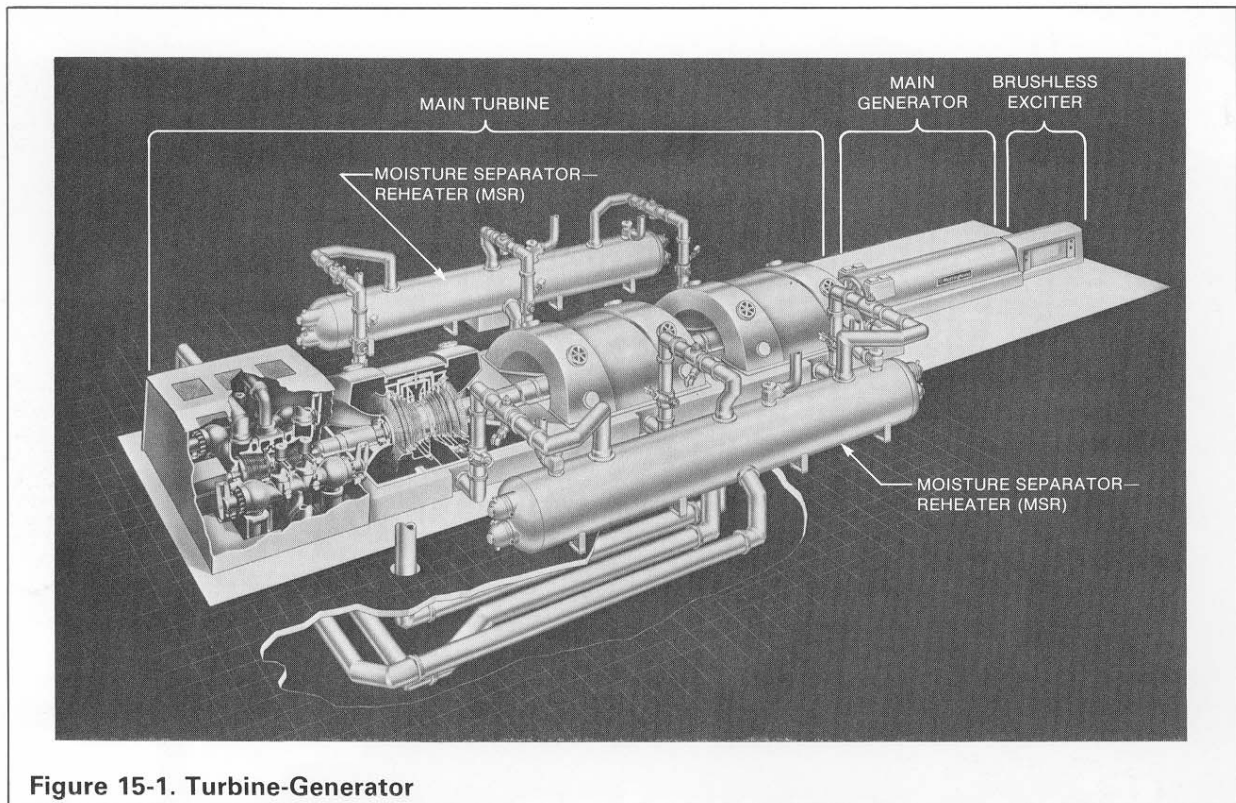 MAIN TURBINE
MAIN
GENERATOR
BRUSHLESS
EXCITER
MOISTURE SEPARATOR—
REHEATER (MSR)
MOISTURE SEPARATOR—
REHEATER (MSR)
Figure 15-1. Turbine-Generator